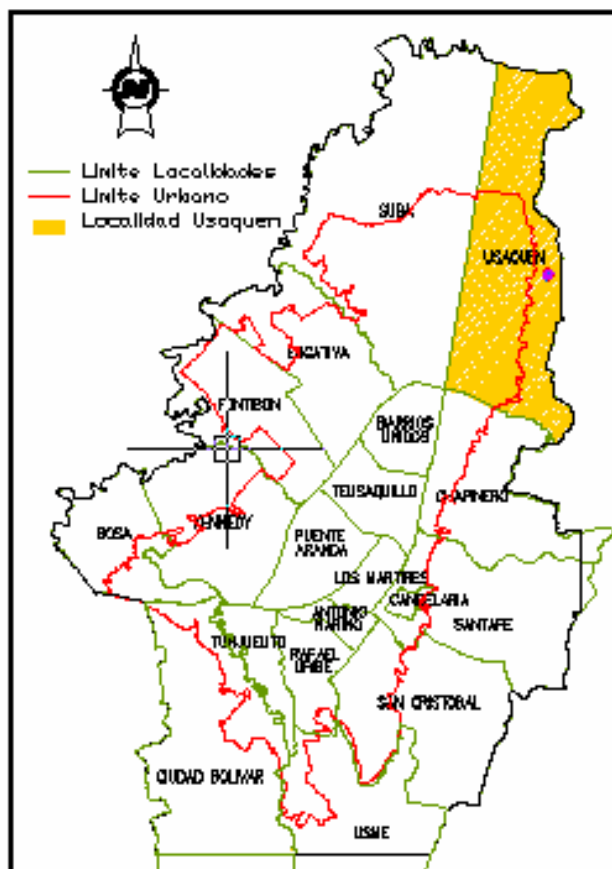 N
Limite Localidades
Limite Urbano
Localidad Usaquen
SUBA
USAQUEN
ENGATIVA
FONTIBON
BARRIOS
UNIDOS
TEUSAQUILLO
CHAPINERO
KENNEDY
BOSA
PUENTE
ARANDA
LOS MARTIRES
CANDELARIA
SANTAFE
ANTONIO
NARINO
TUNJUELITO
RAFAEL
URIBE
SAN CRISTOBAL
CIUDAD BOLIVAR
USME